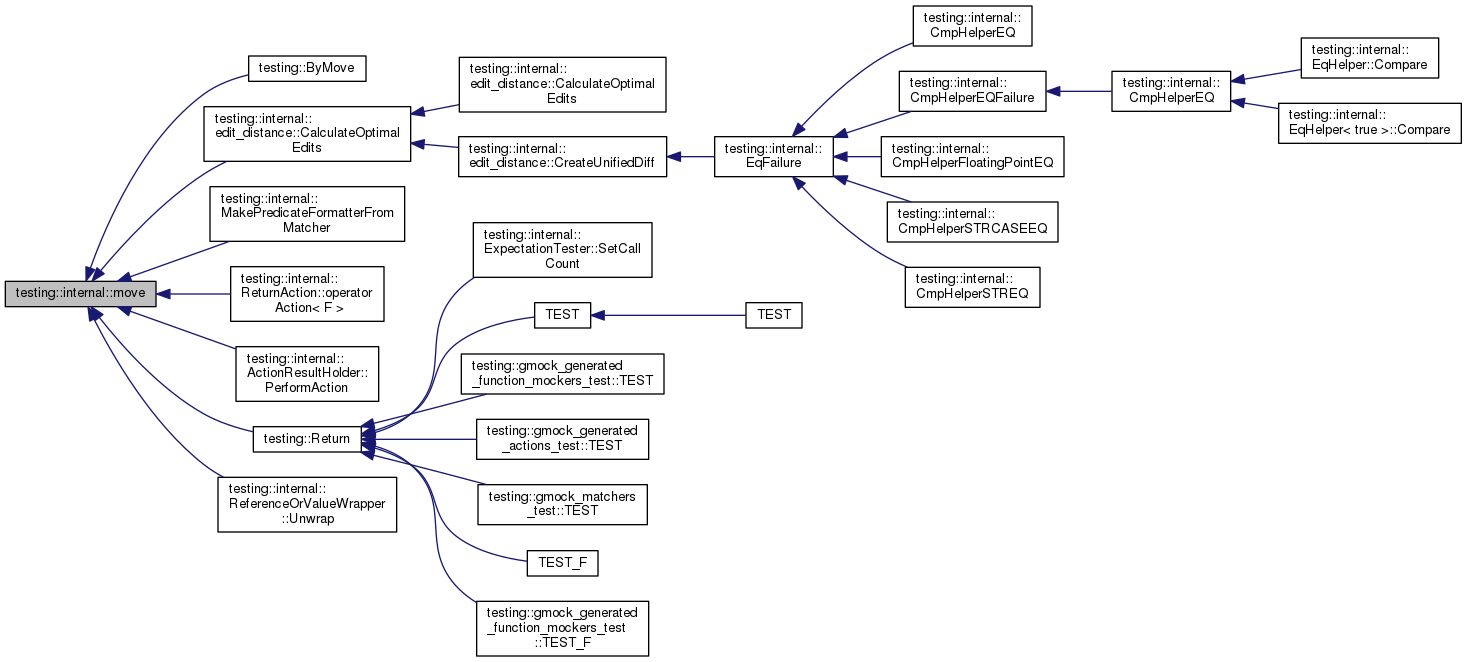 testing::internal::move
testing::ByMove
testing::internal::
edit_distance::CalculateOptimal
Edits
testing::internal::
MakePredicateFormatterFrom
Matcher
testing::internal::
ReturnAction::operator
Action< F >
testing::internal::
ActionResultHolder::
PerformAction
testing::Return
testing::internal::
ReferenceOrValueWrapper
::Unwrap
testing::internal::
edit_distance::CalculateOptimal
Edits
testing::internal::
edit_distance::CreateUnifiedDiff
testing::internal::
ExpectationTester::SetCall
Count
TEST
testing::gmock_generated
_function_mockers_test::TEST
testing::gmock_generated
_actions_test::TEST
testing::gmock_matchers
_test::TEST
TEST_F
testing::gmock_generated
_function_mockers_test
::TEST_F
testing::internal::
EqFailure
TEST
testing::internal::
CmpHelperEQ
testing::internal::
CmpHelperEQFailure
testing::internal::
CmpHelperFloatingPointEQ
testing::internal::
CmpHelperSTRCASEEQ
testing::internal::
CmpHelperSTREQ
testing::internal::
CmpHelperEQ
testing::internal::
EqHelper::Compare
testing::internal::
EqHelper< true >::Compare